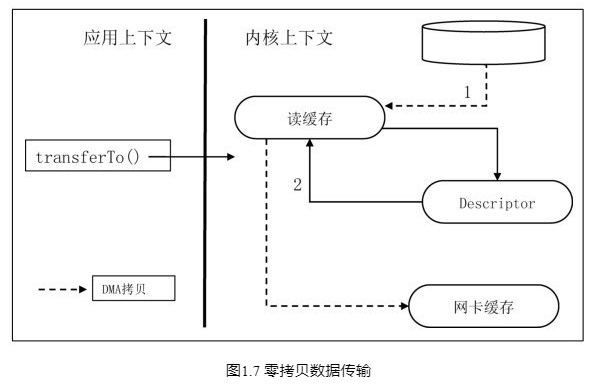 应用上下文
内核上下文
1
读缓存
transferTo()
2
Descriptor
DMA拷贝
网卡缓存
图1.7 零拷贝数据传输